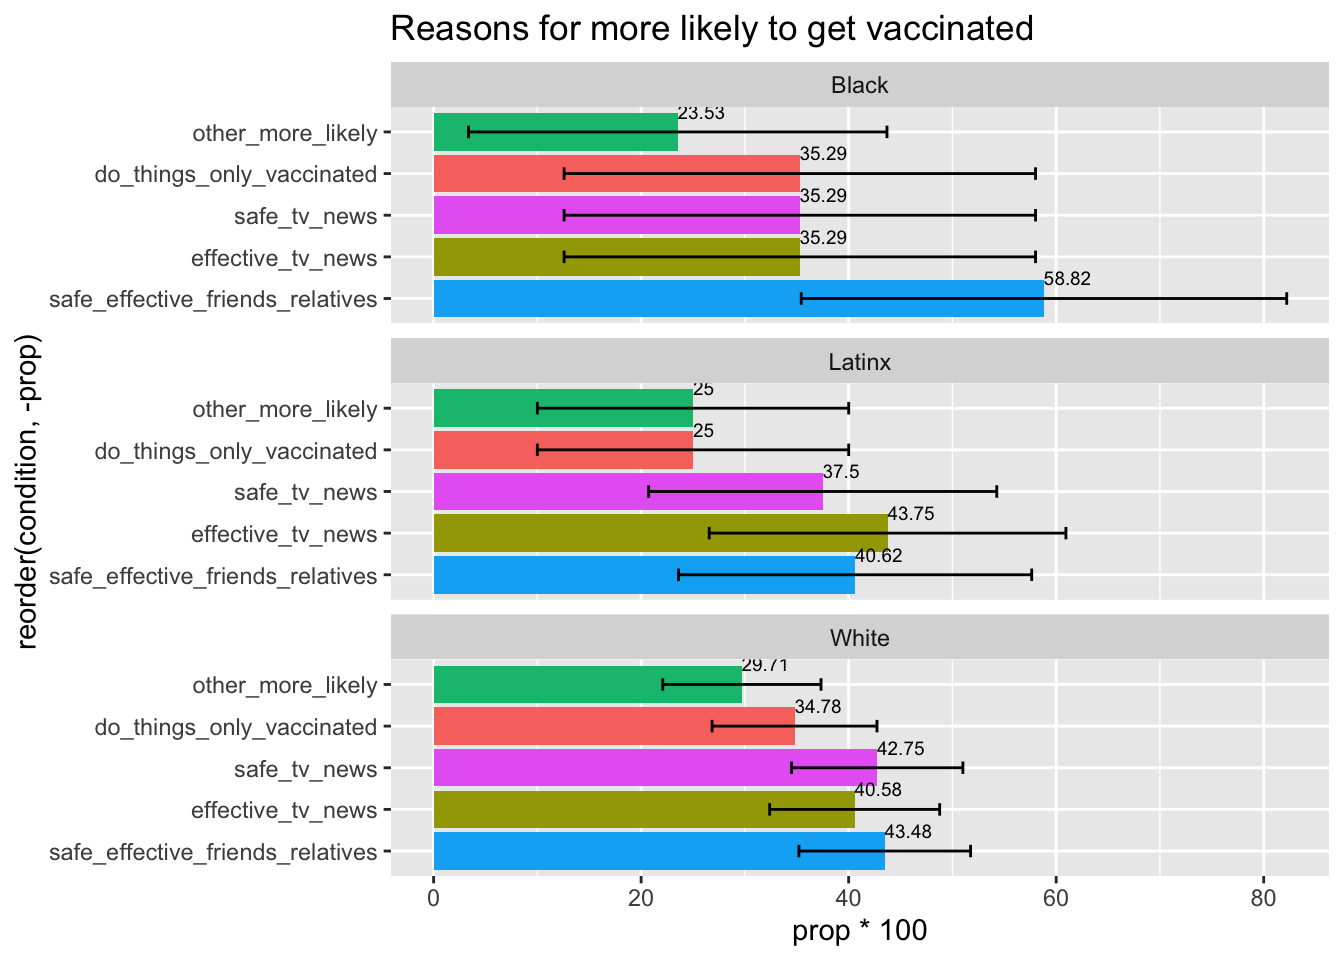 Reasons for more likely to get vaccinated
Black
other_more_likely 23.53
do_things_only_vaccinated 35.29
safe_tv_news 35.29
effective_tv_news 35.29
safe_effective_friends_relatives 58.82
Latinx
other_more_likely 25
do_things_only_vaccinated 25
safe_tv_news 37.5
effective_tv_news 43.75
safe_effective_friends_relatives 40.62
White
other_more_likely 29.71
do_things_only_vaccinated 34.78
safe_tv_news 42.75
effective_tv_news 40.58
safe_effective_friends_relatives 43.48
reorder(condition, -prop)
0 20 40 60 80
prop * 100